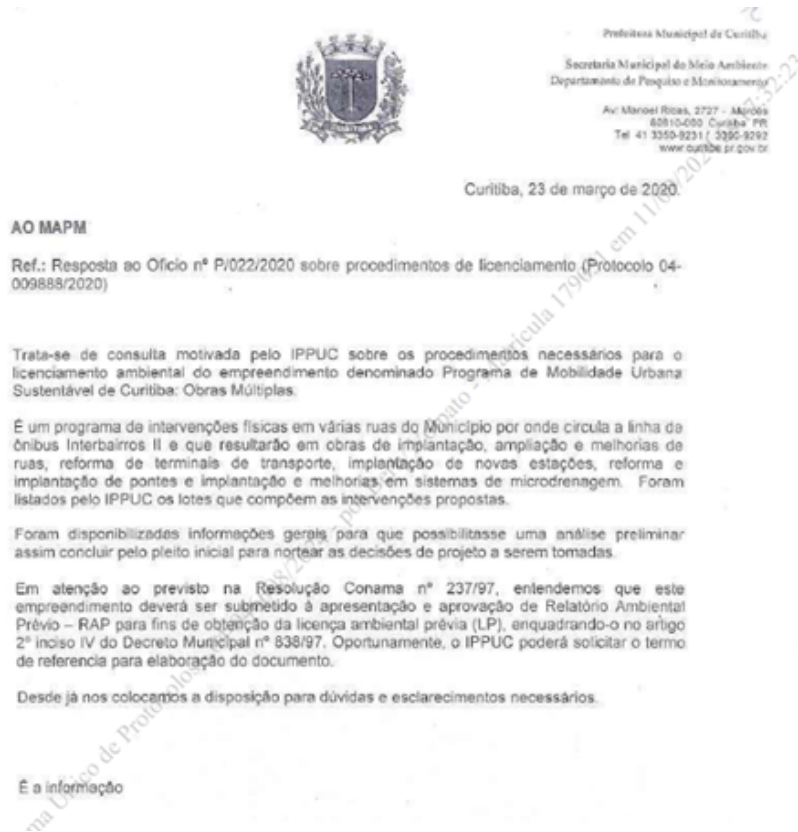 Prefeitura Municipal de Curitiba
Secretaria Municipal do Meio Ambiente
Departamento de Pesquisa e Monitoramento
Av: Manoel Ribas, 2727 - Mercês
Curitiba PR
Tel 41 3350-9231 /
www.curitiba.pr.gov.br
Curitiba, 23 de março de 2020.
AO MAPM
Ref.: Resposta ao Oficio nº P/022/2020 sobre procedimentos de licenciamento (Protocolo 04-
009888/2020)
Trata-se de consulta motivada pelo IPPUC sobre os procedimentos necessários para o
licenciamento ambiental do empreendimento denominado Programa de Mobilidade Urbana
Sustentável de Curitiba: Obras Múltiplas.
É um programa de intervenções físicas em várias ruas do Município por onde circula a linha de
ônibus Interbairros II e que resultarão em obras de implantação, ampliação e melhorias de
ruas, reforma de terminais de transporte, implantação de novas estações, reforma e
implantação de pontes e implantação e melhorias em sistemas de microdrenagem. Foram
listados pelo IPPUC os lotes que compõem as intervenções propostas.
Foram disponibilizadas informações gerais para que possibilitasse uma análise preliminar
assim concluir pelo pleito inicial para nortear as decisões de projeto a serem tomadas.
Em atenção ao previsto na Resolução Conama nº 237/97, entendemos que este
empreendimento deverá ser submetido à apresentação e aprovação de Relatório Ambiental
Prévio – RAP para fins de obtenção da licença ambiental prévia (LP), enquadrando-o no artigo
2º inciso IV do Decreto Municipal nº 838/97. Oportunamente, o IPPUC poderá solicitar o termo
de referencia para elaboração do documento.
Desde já nos colocamos a disposição para dúvidas e esclarecimentos necessários.
É a informação